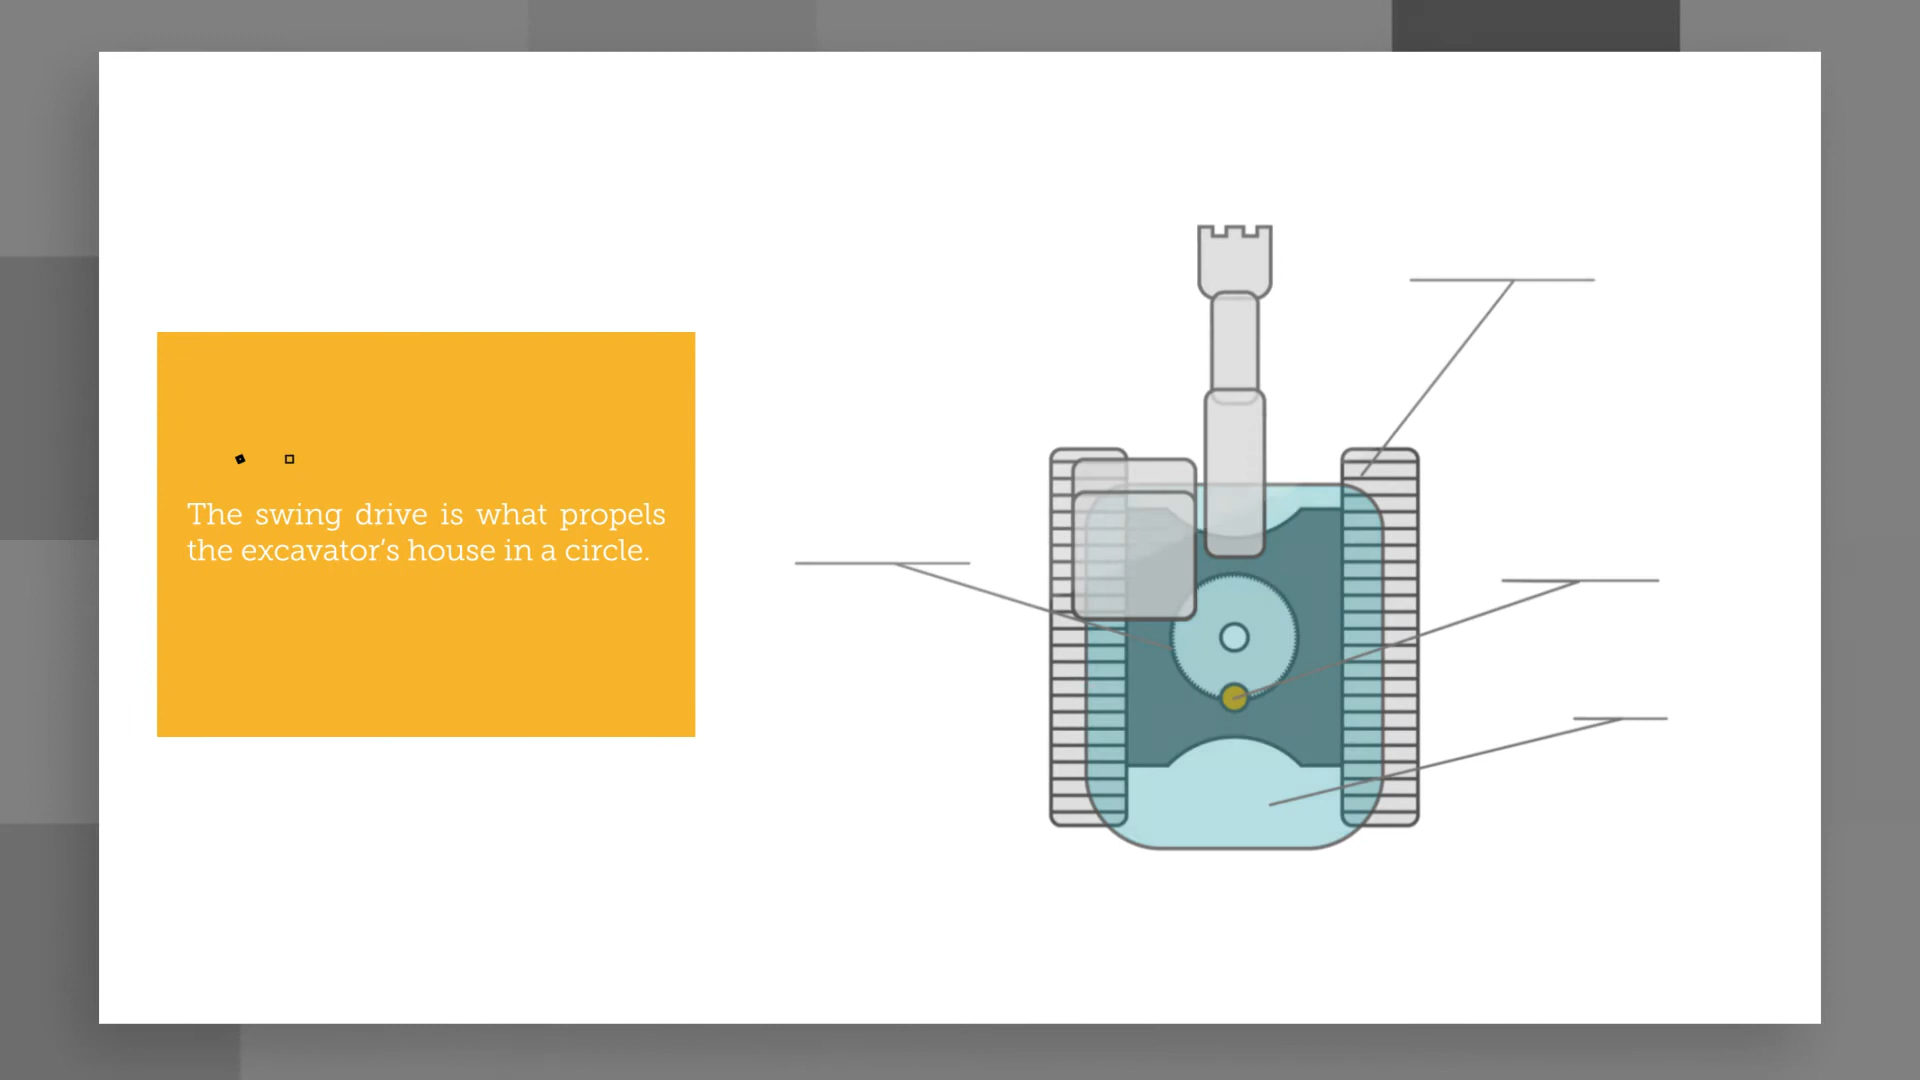 The swing drive is what propels
the excavator’s house in a circle.